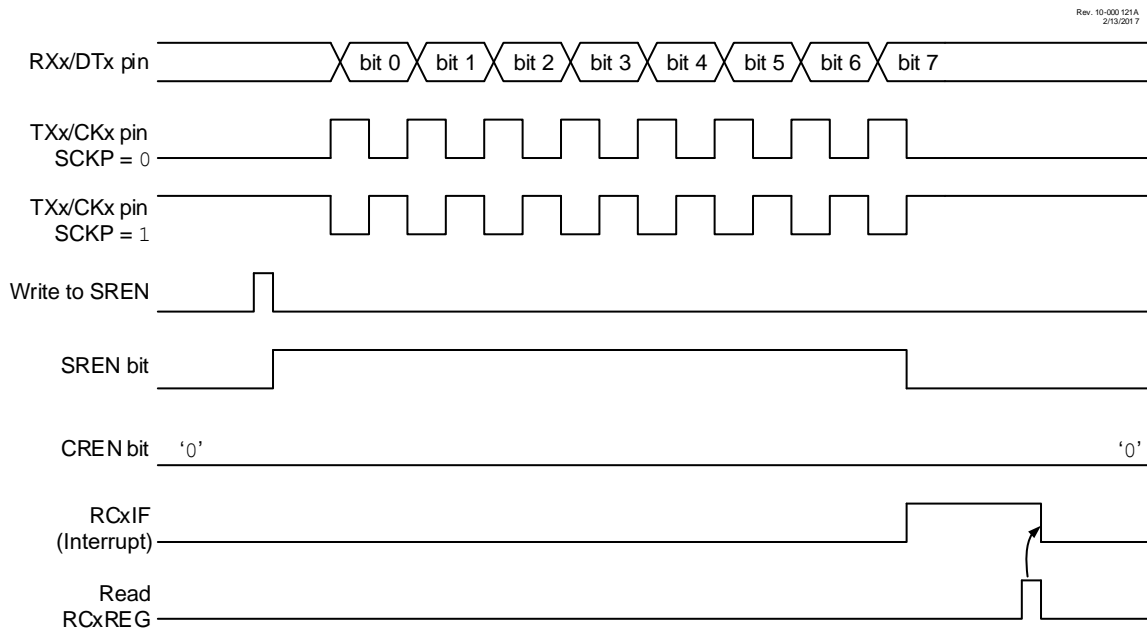 Rev. 10-000121A
2/13/2017
RXx/DTx pin
bit 0 bit 1 bit 2 bit 3 bit 4 bit 5 bit 6 bit 7
TXx/CKx pin
SCKP = 0
TXx/CKx pin
SCKP = 1
Write to SREN
SREN bit
CREN bit ‘0’ ‘0’
RCxIF
(Interrupt)
Read
RCxREG